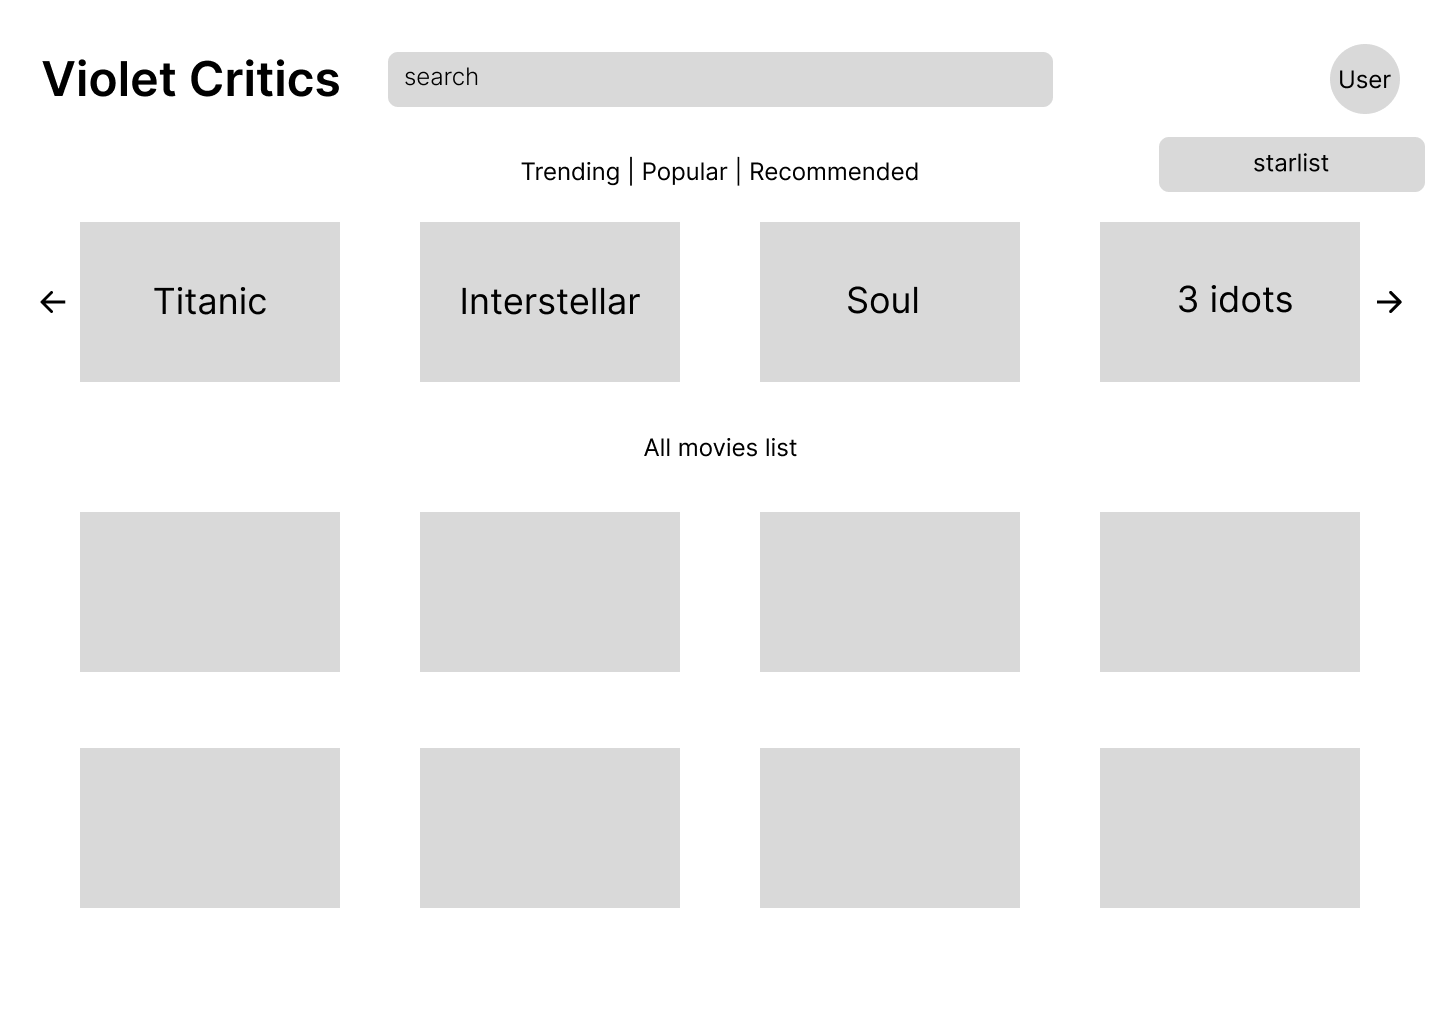 Violet Critics
search
User
starlist
Trending | Popular | Recommended
Titanic
Interstellar
Soul
3 idots
All movies list